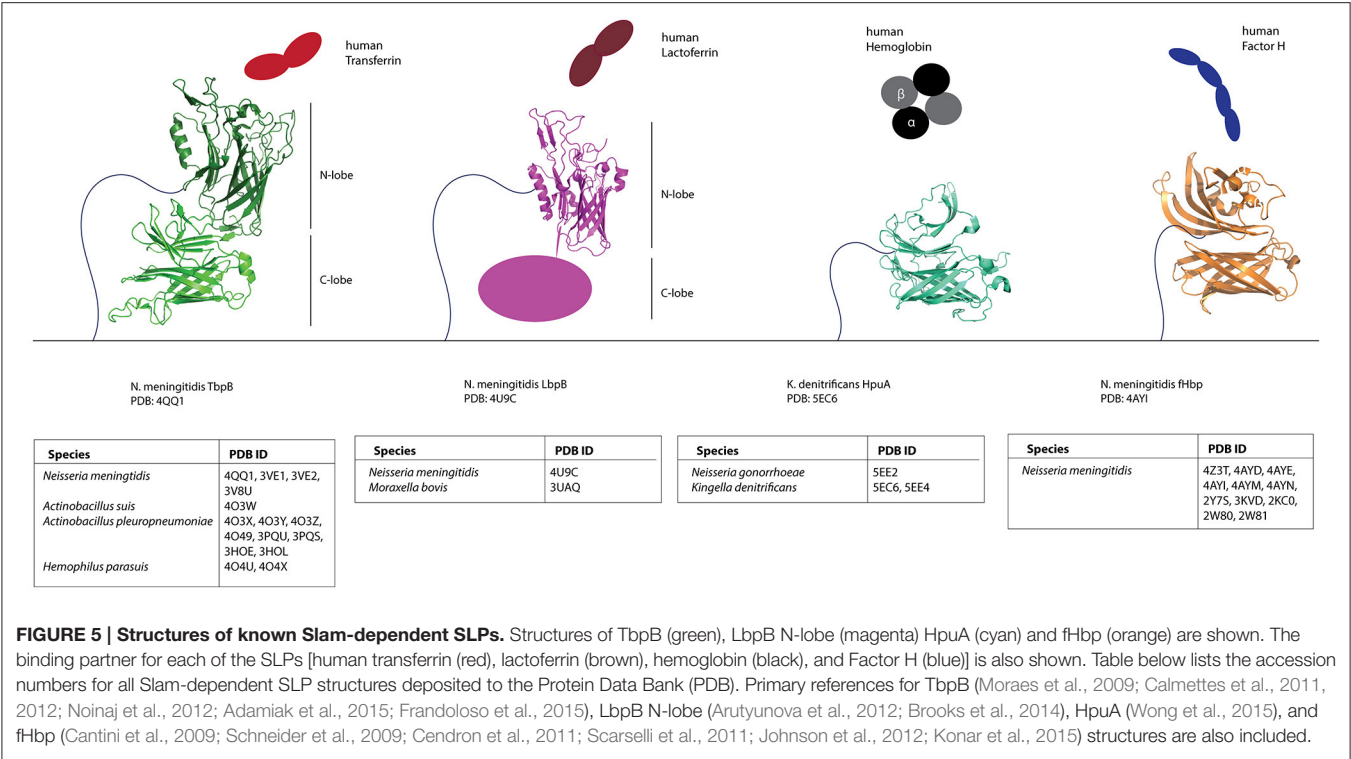 human
Transferrin
human
Lactoferrin
human
Hemoglobin
human
Factor H
β
α
N-lobe
C-lobe
N-lobe
C-lobe
N. meningitidis TbpB
PDB: 4QQ1
N. meningitidis LbpB
PDB: 4U9C
K. denitrificans HpuA
PDB: 5EC6
N. meningitidis fHbp
PDB: 4AYI
Species PDB ID
Neisseria meningtidis 4QQ1, 3VE1, 3VE2,
3V8U
Actinobacillus suis 4O3W
Actinobacillus pleuropneumoniae 4O3X, 4O3Y, 4O3Z,
4O49, 3PQU, 3PQS,
3HOE, 3HOL
Hemophilus parasuis 4O4U, 4O4X
Species PDB ID
Neisseria meningitidis 4U9C
Moraxella bovis 3UAQ
Species PDB ID
Neisseria gonorrhoeae 5EE2
Kingella denitrificans 5EC6, 5EE4
Species PDB ID
Neisseria meningitidis 4Z3T, 4AYD, 4AYE,
4AYI, 4AYM, 4AYN,
2Y7S, 3KVD, 2KC0,
2W80, 2W81
FIGURE 5 | Structures of known Slam-dependent SLPs. Structures of TbpB (green), LbpB N-lobe (magenta) HpuA (cyan) and fHbp (orange) are shown. The
binding partner for each of the SLPs [human transferrin (red), lactoferrin (brown), hemoglobin (black), and Factor H (blue)] is also shown. Table below lists the accession
numbers for all Slam-dependent SLP structures deposited to the Protein Data Bank (PDB). Primary references for TbpB (Moraes et al., 2009; Calmettes et al., 2011,
2012; Noinaj et al., 2012; Adamiak et al., 2015; Frandoloso et al., 2015), LbpB N-lobe (Arutyunova et al., 2012; Brooks et al., 2014), HpuA (Wong et al., 2015), and
fHbp (Cantini et al., 2009; Schneider et al., 2009; Cendron et al., 2011; Scarselli et al., 2011; Johnson et al., 2012; Konar et al., 2015) structures are also included.